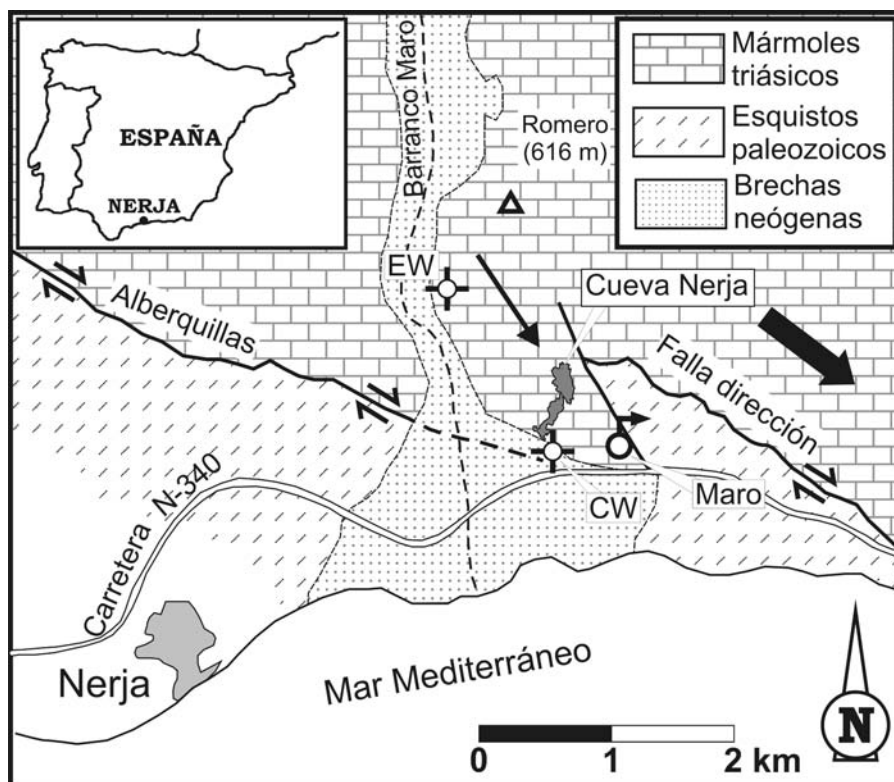 ESPAÑA
NERJA
Mármoles
triásicos
Esquistos
paleozoicos
Brechas
neógenas
Barranco Maro
Romero
(616 m)
EW
Cueva Nerja
Alberquillas
Falla dirección
Maro
CW
Carretera N-340
Nerja
Mar Mediterráneo
N
0 1 2 km